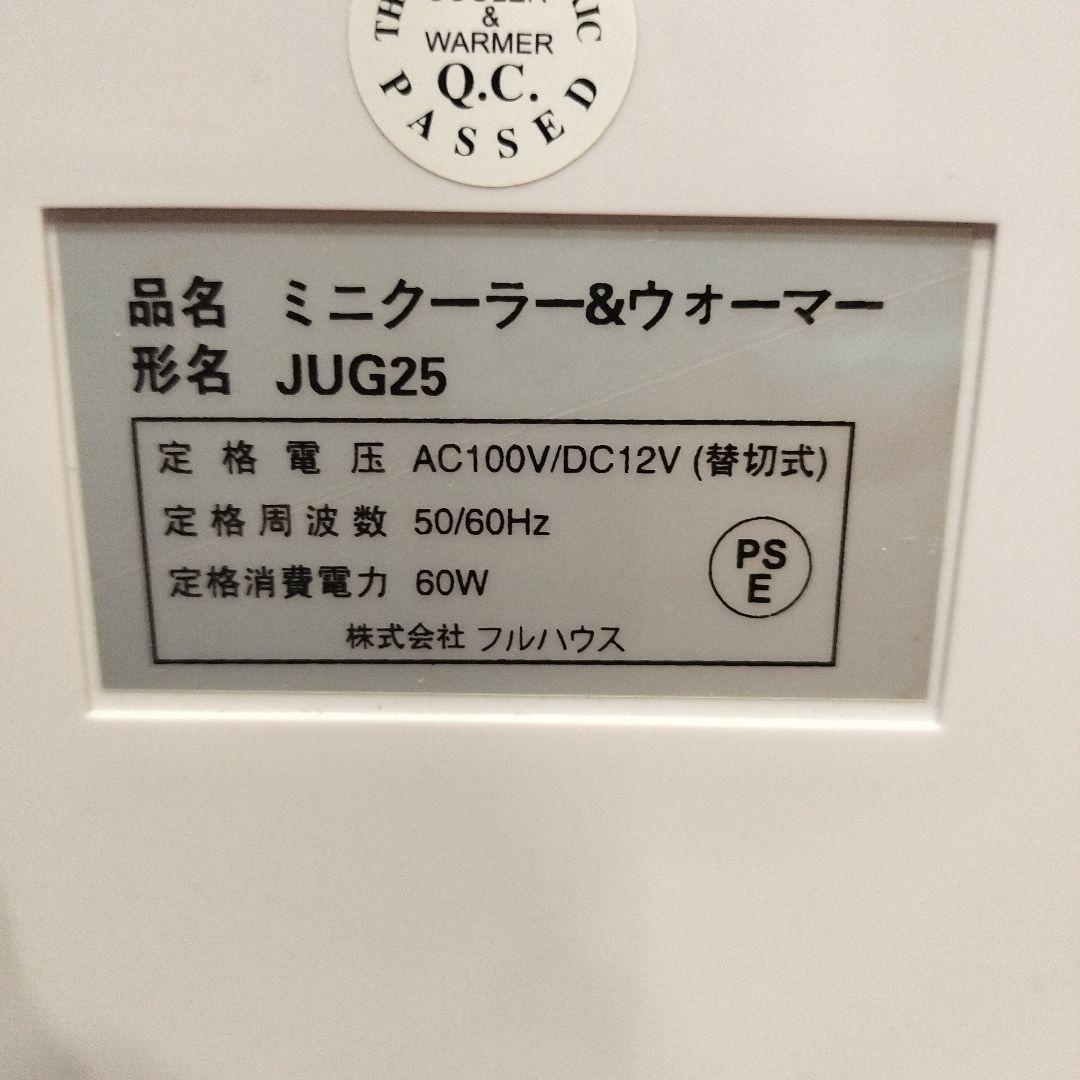 & 
WARMER
Q.C.
PASSED
品名 ミニクーラー&ウォーマー
形名 JUG25
定格電圧 AC100V/DC12V (替切式)
定格周波数 50/60Hz
定格消費電力 60W
PS
E
株式会社 フルハウス